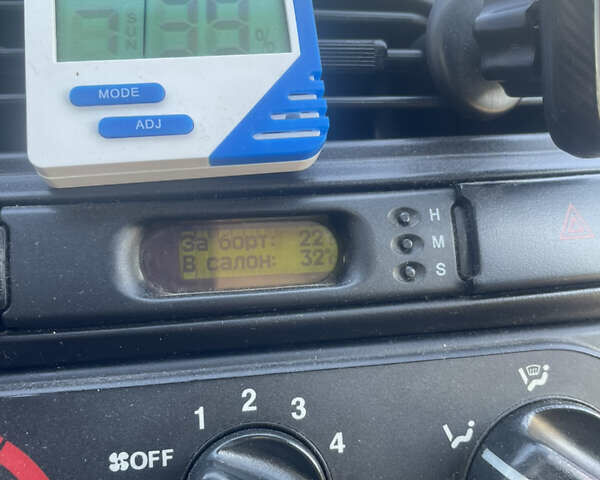 SUN
%
MODE
ADJ
За борт: 22
В салон: 32
H
M
S
1 2 3 4
OFF